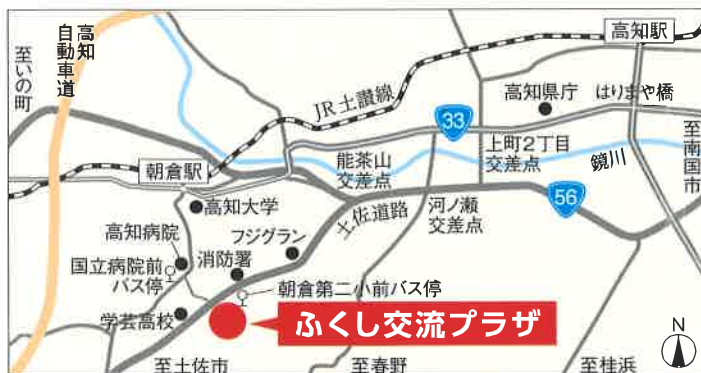 高知駅
高知
自動車道
至いの町
JR土讃線
高知県庁
はりまや橋
33
上町2丁目
交差点
鏡川
至南国市
能茶山
交差点
朝倉駅
高知大学
土佐道路
河ノ瀬
交差点
56
高知病院
フジグラン
国立病院前
バス停
消防署
朝倉第二小前バス停
学芸高校
ふくし交流プラザ
至土佐市
至春野
至桂浜
N